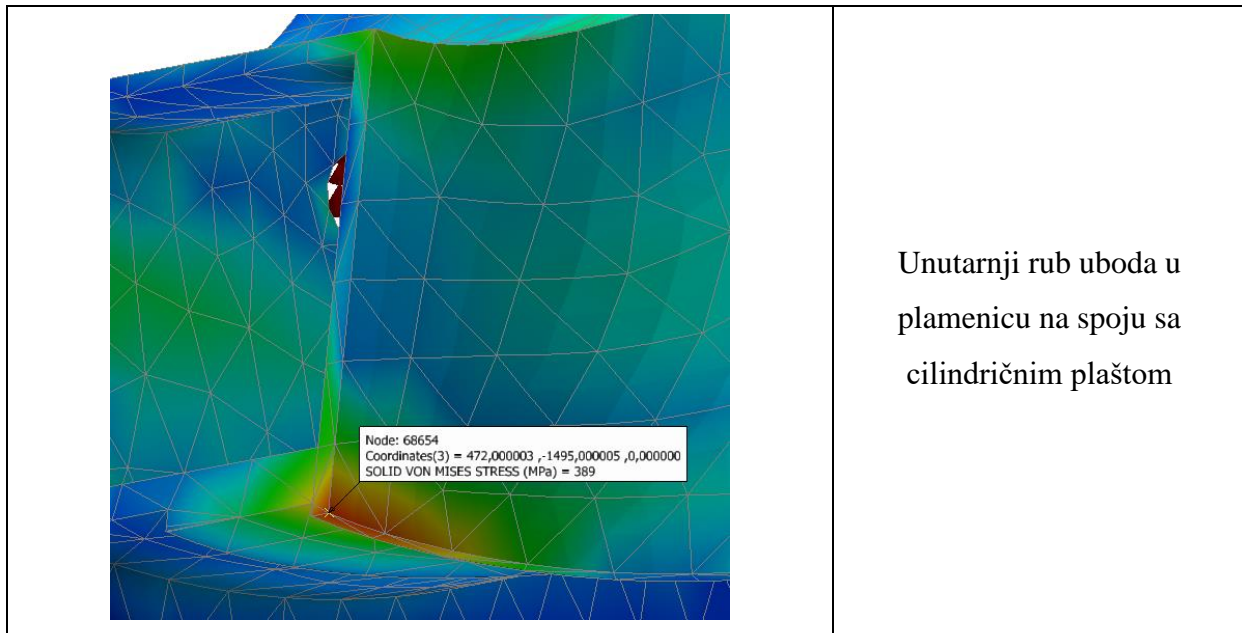 Node: 68654
Coordinates(3) = 472,000003 ,-1495,000005 ,0,000000
SOLID VON MISES STRESS (MPa) = 389
Unutarnji rub uboda u
plamenicu na spoju sa
cilindričnim plaštom